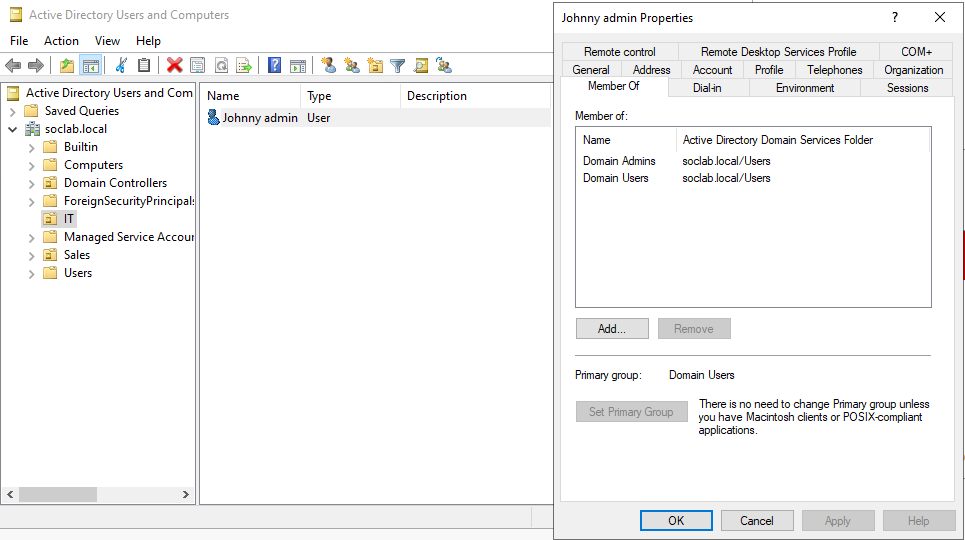 Active Directory Users and Computers
File Action View Help
Active Directory Users and Com
Saved Queries
soclab.local
Builtin
Computers
Domain Controllers
ForeignSecurityPrincipals
IT
Managed Service Accour
Sales
Users
Name Type Description
Johnny admin User
Johnny admin Properties
? ×
Remote control Remote Desktop Services Profile COM+
General Address Account Profile Telephones Organization
Member Of Dial-in Environment Sessions
Member of:
Name Active Directory Domain Services Folder
Domain Admins soclab.local/Users
Domain Users soclab.local/Users
Add... Remove
Primary group: Domain Users
Set Primary Group
There is no need to change Primary group unless
you have Macintosh clients or POSIX-compliant
applications.
OK Cancel Apply Help